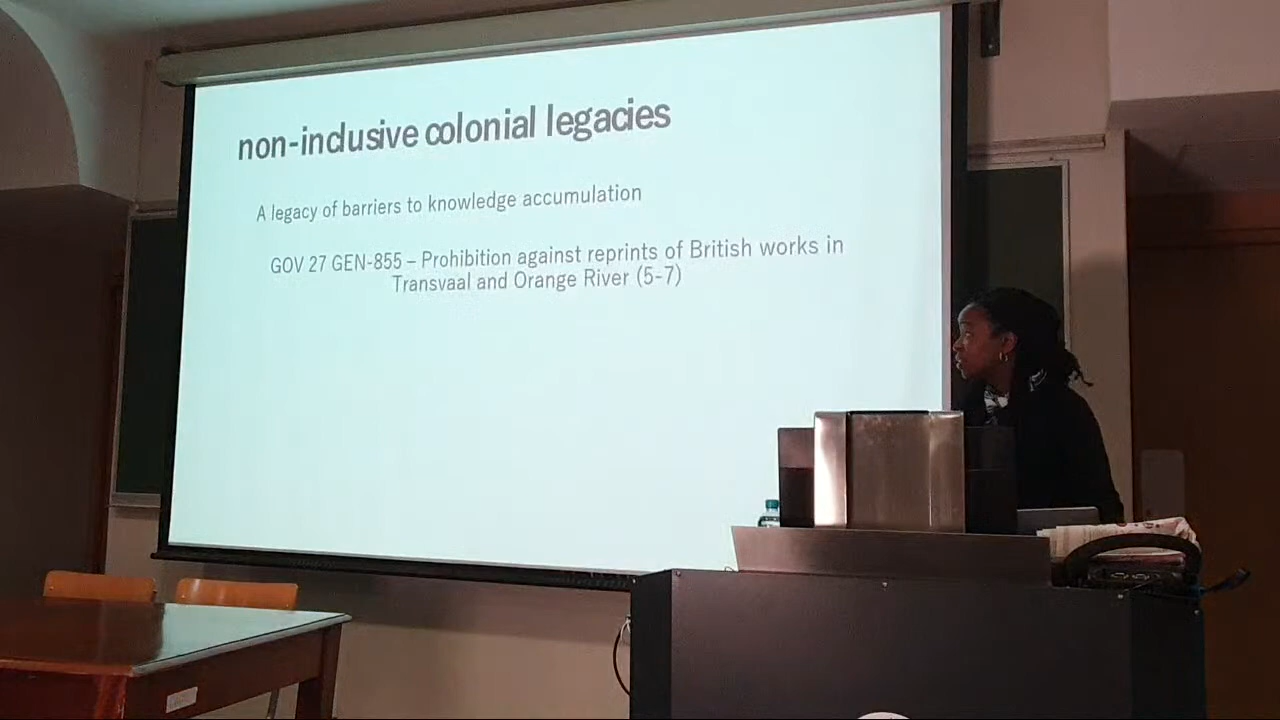 non-inclusive colonial legacies
A legacy of barriers to knowledge accumulation
GOV 27 GEN-855 – Prohibition against reprints of British works in
Transvaal and Orange River (5-7)